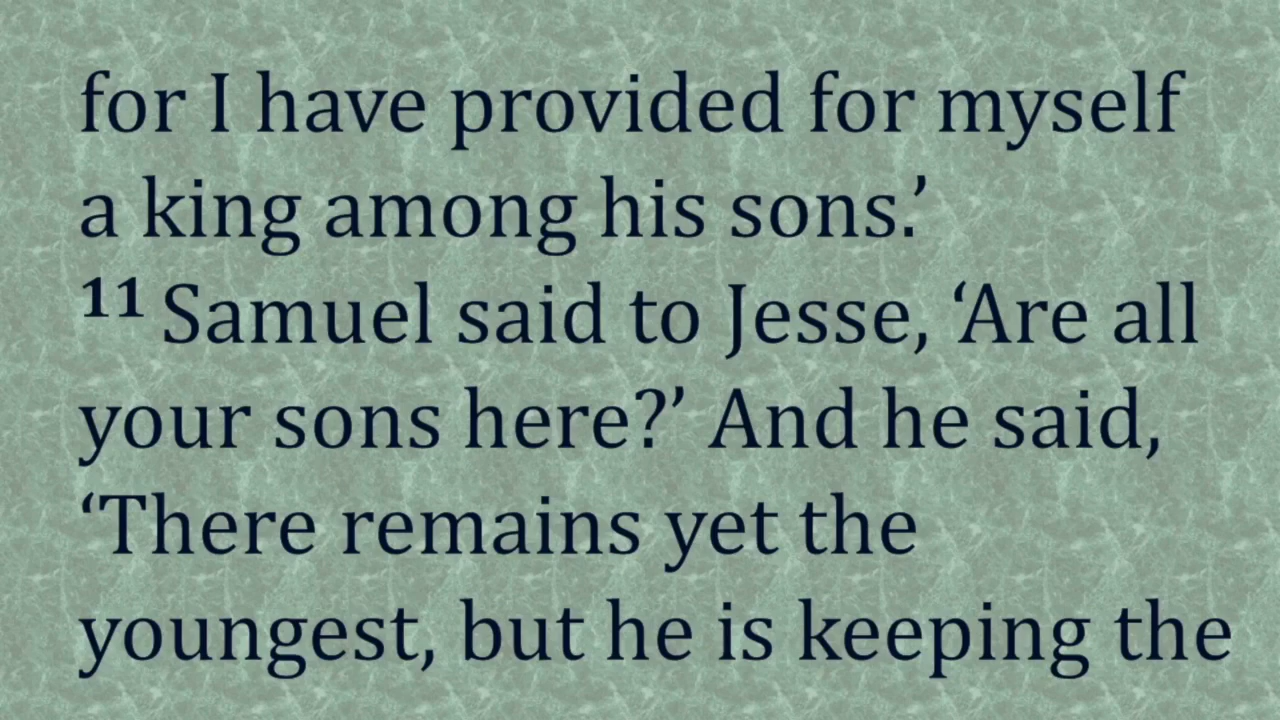 for I have provided for myself
a king among his sons.’
¹¹ Samuel said to Jesse, ‘Are all
your sons here?’ And he said,
‘There remains yet the
youngest, but he is keeping the